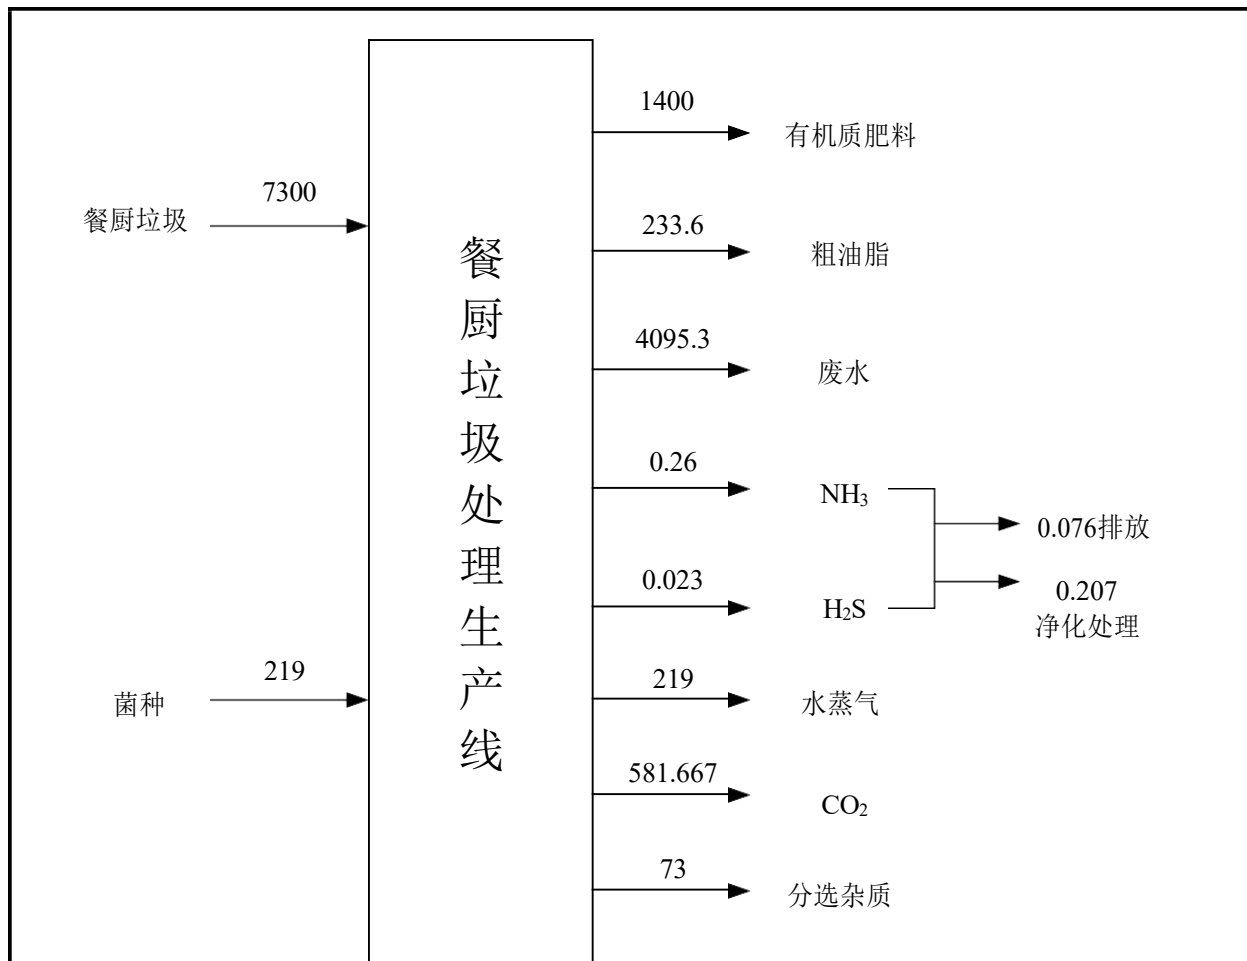 1400
有机质肥料
7300
餐厨垃圾
233.6
粗油脂
餐厨垃圾处理生产线
4095.3
废水
0.26
NH₃
0.076排放
0.023
H₂S
0.207
净化处理
219
菌种
219
水蒸气
581.667
CO₂
73
分选杂质